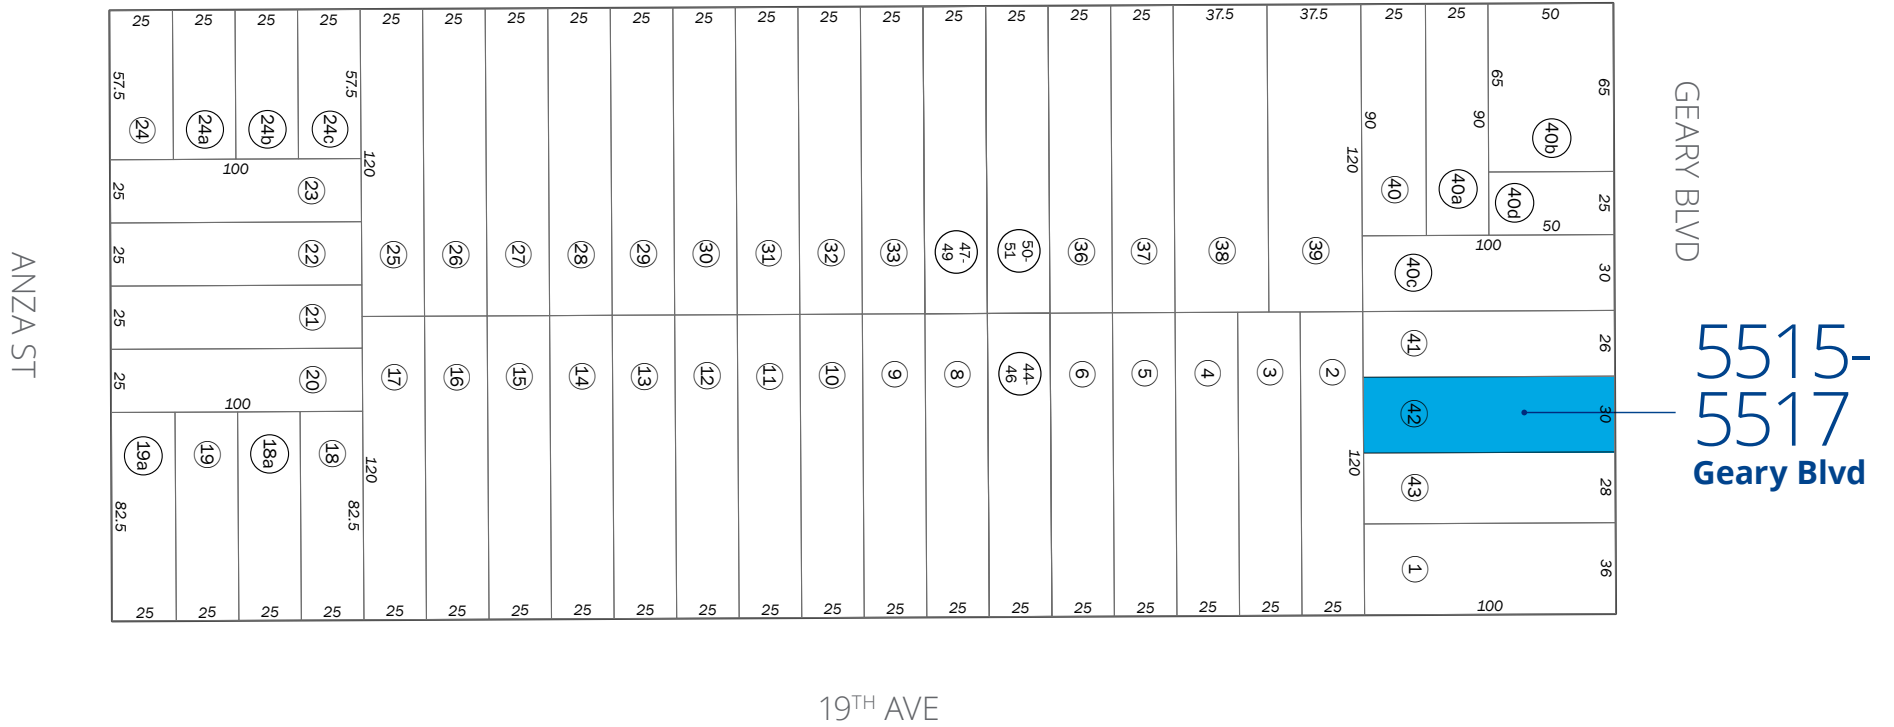 25 25 25 25 25 25 25 25 25 25 25 25 25 25 25 25 25 37.5 37.5 25 25 50
57.5 57.5 65 65
24 24a 24b 24c 90 90 40b
100 120 120
25 23 40 40a 40d 25
50
100
25 22 25 26 27 28 29 30 31 32 33 47-
49 50-
51 36 37 38 39 40c 30
25 21
41 26
25 20 17 16 15 14 13 12 11 10 9 8 44-
46 6 5 4 3 2
100
42 30
19a 19 18a 18 120 120
82.5 82.5
43 28
1 36
25 25 25 25 25 25 25 25 25 25 25 25 25 25 25 25 25 25 25 25 100
ANZA ST
GEARY BLVD
5515-
5517
Geary Blvd
19TH AVE